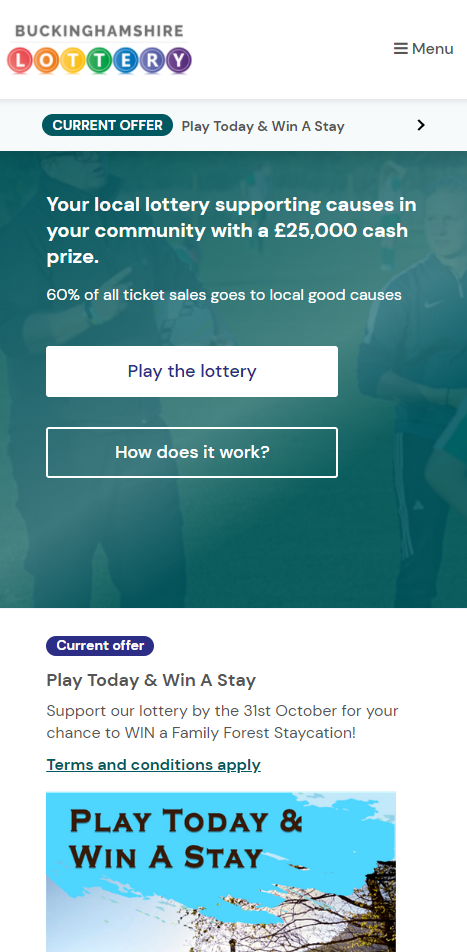 BUCKINGHAMSHIRE
LOTTERY
Menu
CURRENT OFFER Play Today & Win A Stay
Your local lottery supporting causes in
your community with a £25,000 cash
prize.
60% of all ticket sales goes to local good causes
Play the lottery
How does it work?
Current offer
Play Today & Win A Stay
Support our lottery by the 31st October for your
chance to WIN a Family Forest Staycation!
Terms and conditions apply
PLAY TODAY &
WIN A STAY